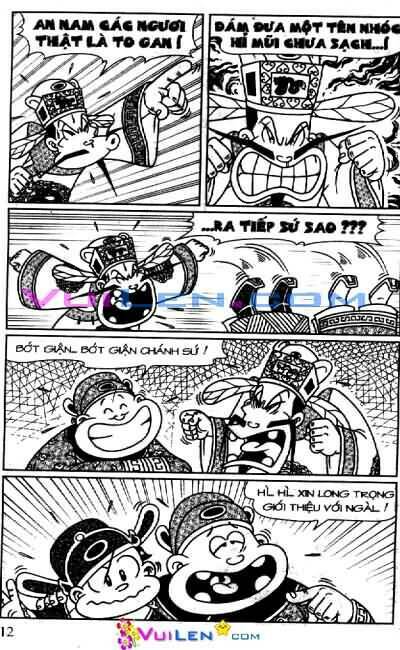 AN NAM CÁC NGƯƠI
THẬT LÀ TO GAN!
DÁM ĐƯA MỘT TÊN NHÓC
HỈ MŨI CHƯA SẠCH...!
...RA TIẾP SỨ SAO ???
VUILEN.COM
BỚT GIẬN... BỚT GIẬN CHÁNH SỨ!
HÌ... HÌ... XIN LONG TRỌNG
GIỚI THIỆU VỚI NGÀI...!
12
VUILEN.COM